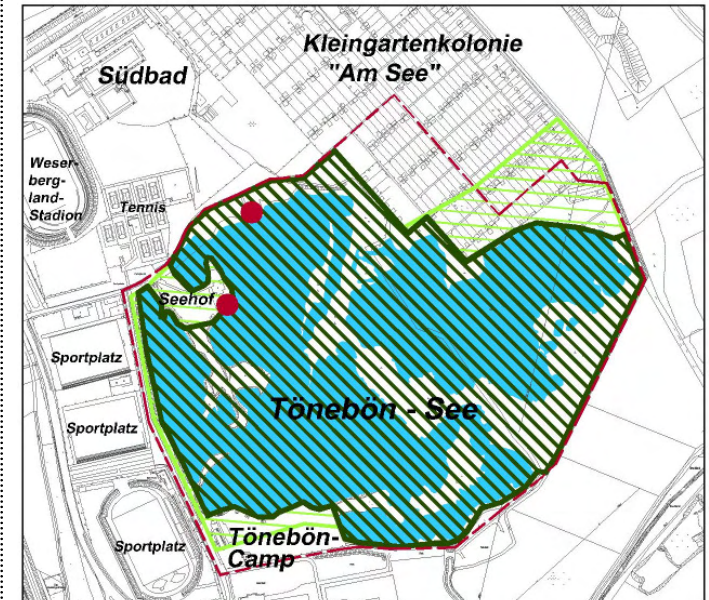 Kleingartenkolonie
"Am See"
Südbad
Weser-
berg-
land-
Stadion
Tennis
Seehof
Sportplatz
Tönebön - See
Sportplatz
Sportplatz
Tönebön-
Camp